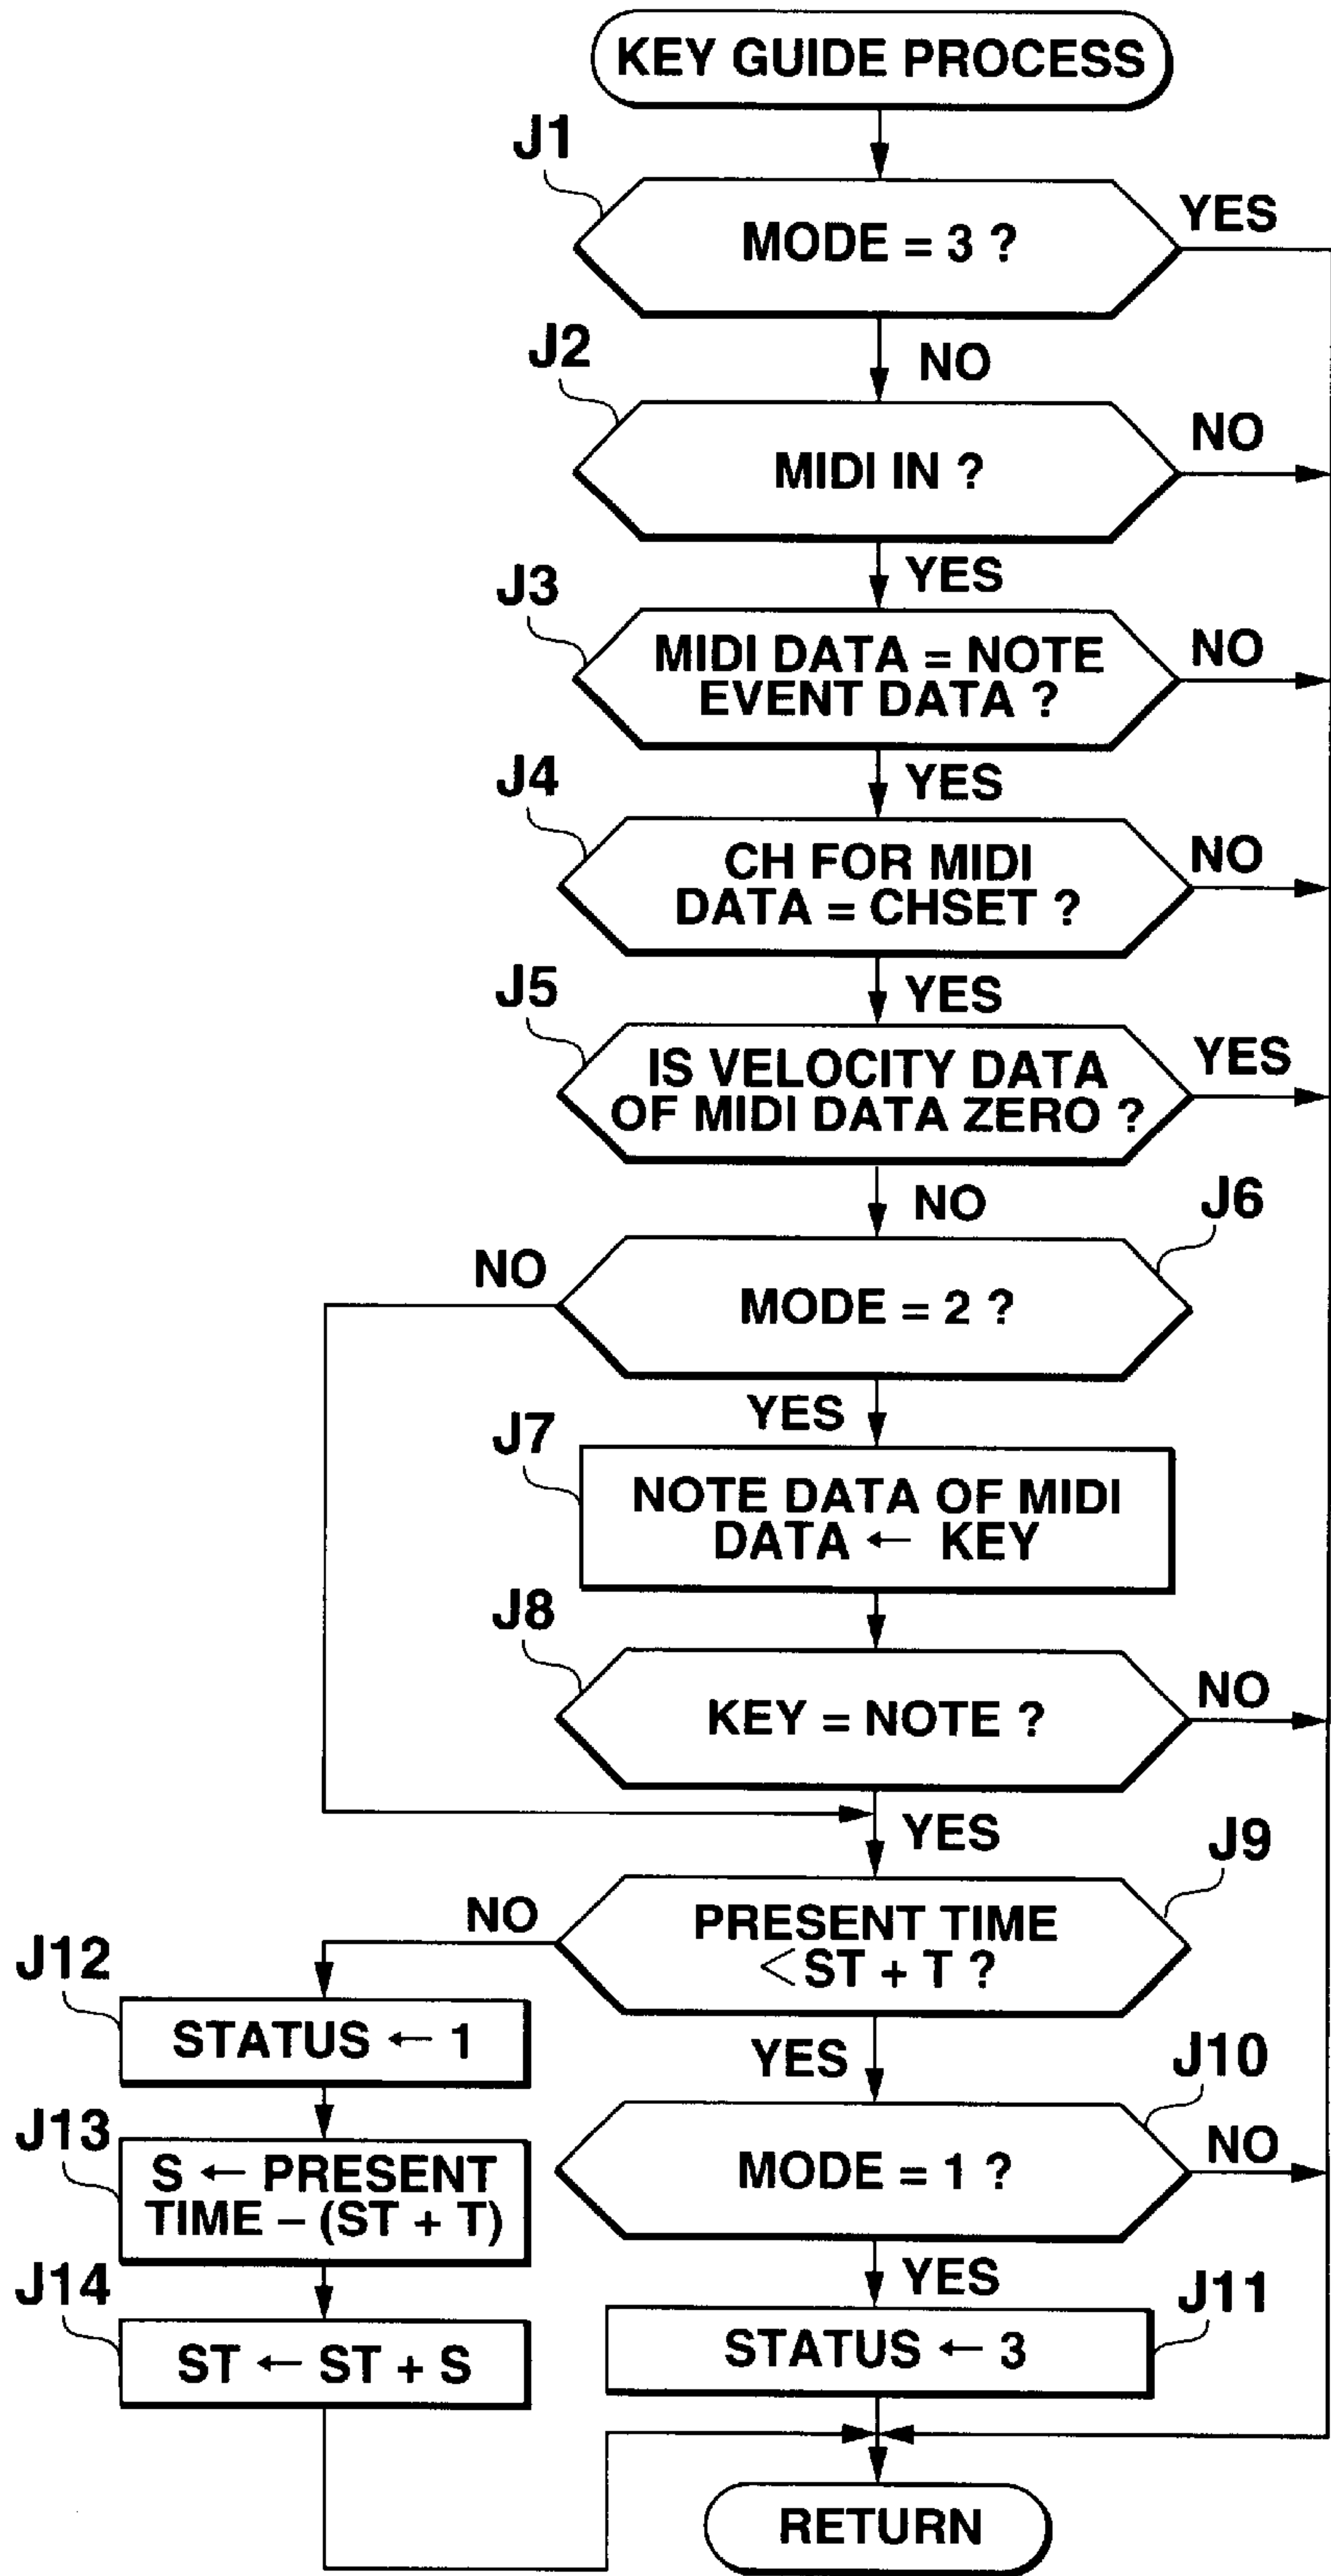 KEY GUIDE PROCESS
J1
MODE = 3 ?
YES
NO
J2
MIDI IN ?
NO
YES
J3
MIDI DATA = NOTE
EVENT DATA ?
NO
YES
J4
CH FOR MIDI
DATA = CHSET ?
NO
YES
J5
IS VELOCITY DATA
OF MIDI DATA ZERO ?
YES
NO
J6
NO
MODE = 2 ?
YES
J7
NOTE DATA OF MIDI
DATA ← KEY
J8
KEY = NOTE ?
NO
YES
J9
NO
PRESENT TIME
< ST + T ?
J12
STATUS ← 1
YES
J10
J13
S ← PRESENT
TIME – (ST + T)
MODE = 1 ?
NO
YES
J14
ST ← ST + S
J11
STATUS ← 3
RETURN